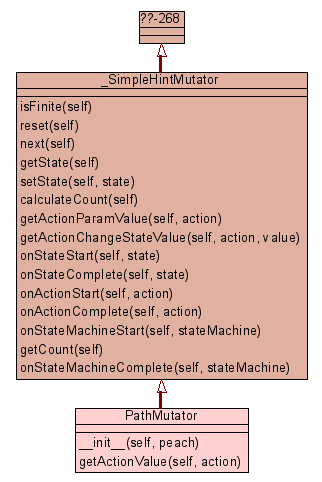 ??-268
_SimpleHintMutator
isFinite(self)
reset(self)
next(self)
getState(self)
setState(self, state)
calculateCount(self)
getActionParamValue(self, action)
getActionChangeStateValue(self, action, value)
onStateStart(self, state)
onStateComplete(self, state)
onActionStart(self, action)
onActionComplete(self, action)
onStateMachineStart(self, stateMachine)
getCount(self)
onStateMachineComplete(self, stateMachine)
PathMutator
__init__(self, peach)
getActionValue(self, action)